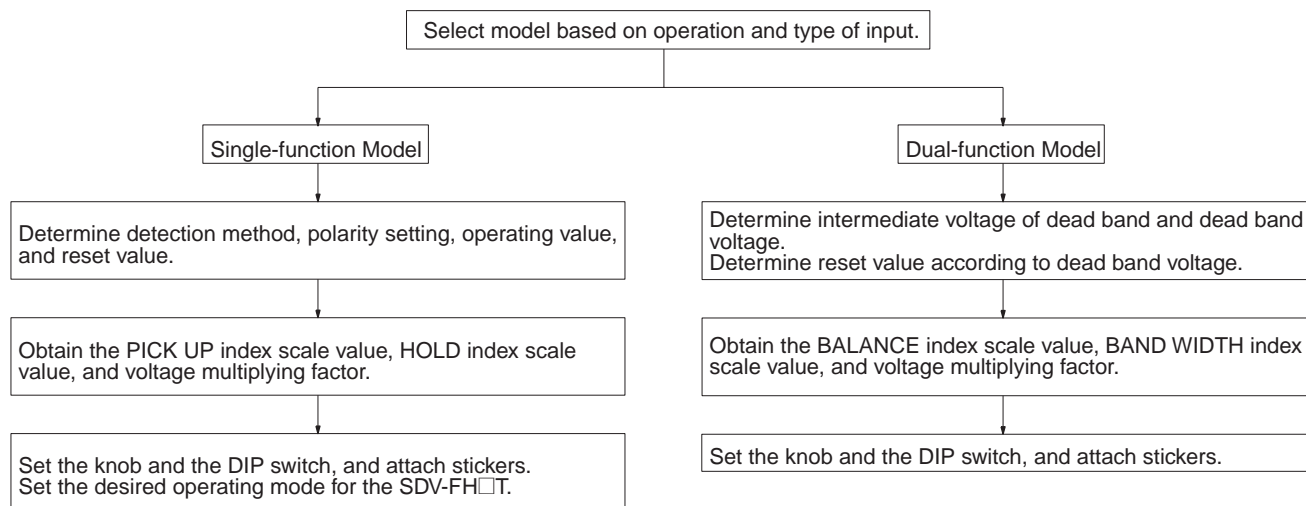 Select model based on operation and type of input.
Single-function Model
Dual-function Model
Determine detection method, polarity setting, operating value,
and reset value.
Determine intermediate voltage of dead band and dead band
voltage.
Determine reset value according to dead band voltage.
Obtain the PICK UP index scale value, HOLD index scale
value, and voltage multiplying factor.
Obtain the BALANCE index scale value, BAND WIDTH index
scale value, and voltage multiplying factor.
Set the knob and the DIP switch, and attach stickers.
Set the desired operating mode for the SDV-FH□T.
Set the knob and the DIP switch, and attach stickers.